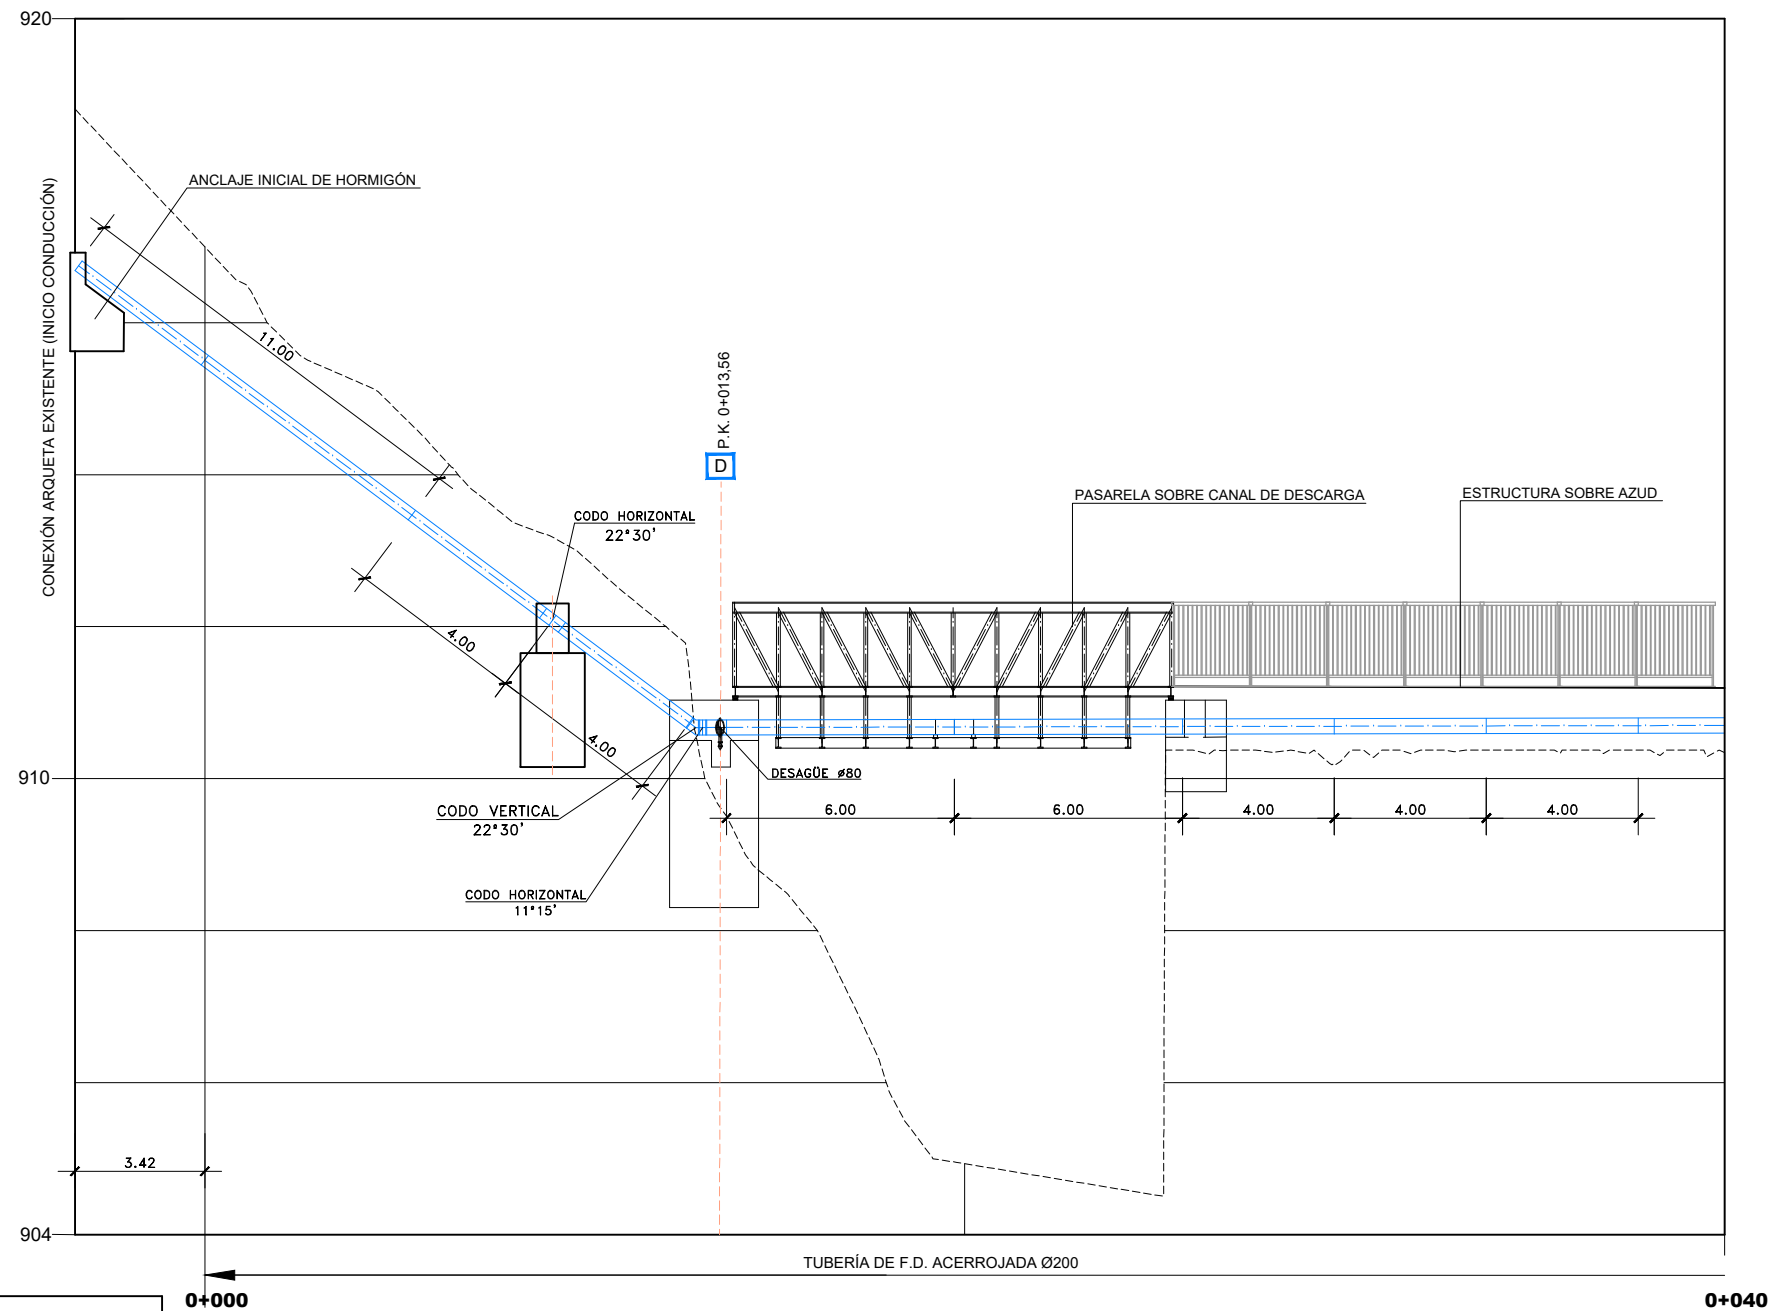 920
CONEXIÓN ARQUETA EXISTENTE (INICIO CONDUCCIÓN)
ANCLAJE INICIAL DE HORMIGÓN
11.00
P.K. 0+013,56
D
CODO HORIZONTAL
22°30'
PASARELA SOBRE CANAL DE DESCARGA
ESTRUCTURA SOBRE AZUD
4.00
4.00
910
DESAGÜE ø80
CODO VERTICAL
22°30'
6.00
6.00
4.00
4.00
4.00
CODO HORIZONTAL
11°15'
3.42
904
TUBERÍA DE F.D. ACERROJADA Ø200
0+000
0+040